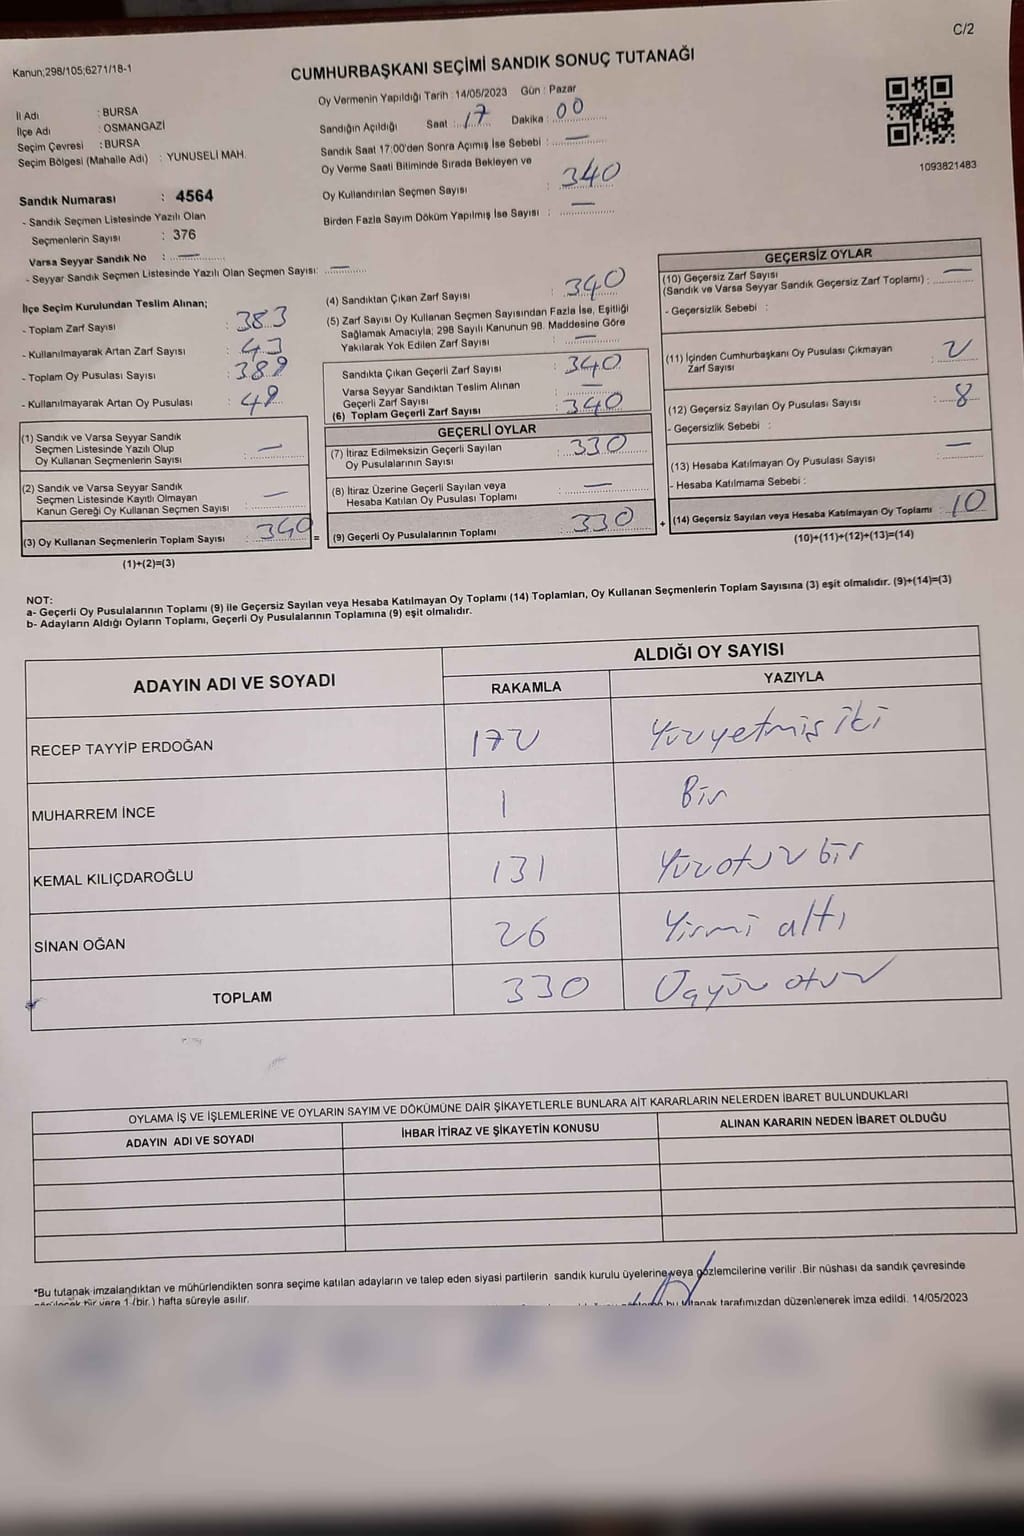 C/2
Kanun;298/105;6271/18-1
CUMHURBAŞKANI SEÇİMİ SANDIK SONUÇ TUTANAĞI
İl Adı : BURSA
İlçe Adı : OSMANGAZİ
Seçim Çevresi : BURSA
Seçim Bölgesi (Mahalle Adı) : YUNUSELİ MAH.
Oy Vermenin Yapıldığı Tarih : 14/05/2023 Gün : Pazar
Sandığın Açıldığı Saat : 17 Dakika : 00
Sandık Saat 17:00'den Sonra Açımış İse Sebebi : —
Oy Verme Saati Bitiminde Sırada Bekleyen ve
Oy Kullandırılan Seçmen Sayısı : 340
Birden Fazla Sayım Döküm Yapılmış İse Sayısı : —
1093821483
Sandık Numarası : 4564
- Sandık Seçmen Listesinde Yazılı Olan
Seçmenlerin Sayısı : 376
Varsa Seyyar Sandık No : —
- Seyyar Sandık Seçmen Listesinde Yazılı Olan Seçmen Sayısı: —
İlçe Seçim Kurulundan Teslim Alınan;
- Toplam Zarf Sayısı : 383
- Kullanılmayarak Artan Zarf Sayısı : 43
- Toplam Oy Pusulası Sayısı : 389
- Kullanılmayarak Artan Oy Pusulası : 49
(1) Sandık ve Varsa Seyyar Sandık
Seçmen Listesinde Yazılı Olup
Oy Kullanan Seçmenlerin Sayısı : —
(2) Sandık ve Varsa Seyyar Sandık
Seçmen Listesinde Kayıtlı Olmayan
Kanun Gereği Oy Kullanan Seçmen Sayısı : —
(3) Oy Kullanan Seçmenlerin Toplam Sayısı : 340 =
(1)+(2)=(3)
(4) Sandıktan Çıkan Zarf Sayısı : 340
(5) Zarf Sayısı Oy Kullanan Seçmen Sayısından Fazla İse, Eşitliği
Sağlamak Amacıyla; 298 Sayılı Kanunun 98. Maddesine Göre
Yakılarak Yok Edilen Zarf Sayısı : —
Sandıkta Çıkan Geçerli Zarf Sayısı : 340
Varsa Seyyar Sandıktan Teslim Alınan
Geçerli Zarf Sayısı : —
(6) Toplam Geçerli Zarf Sayısı : 340
GEÇERLİ OYLAR
(7) İtiraz Edilmeksizin Geçerli Sayılan
Oy Pusulalarının Sayısı : 330
(8) İtiraz Üzerine Geçerli Sayılan veya
Hesaba Katılan Oy Pusulası Toplamı : —
(9) Geçerli Oy Pusulalarının Toplamı : 330 +
GEÇERSİZ OYLAR
(10) Geçersiz Zarf Sayısı
(Sandık ve Varsa Seyyar Sandık Geçersiz Zarf Toplamı) : —
- Geçersizlik Sebebi :
(11) İçinden Cumhurbaşkanı Oy Pusulası Çıkmayan
Zarf Sayısı : 2
(12) Geçersiz Sayılan Oy Pusulası Sayısı : 8
- Geçersizlik Sebebi :
(13) Hesaba Katılmayan Oy Pusulası Sayısı : —
- Hesaba Katılmama Sebebi :
(14) Geçersiz Sayılan veya Hesaba Katılmayan Oy Toplamı : 10
(10)+(11)+(12)+(13)=(14)
NOT:
a- Geçerli Oy Pusulalarının Toplamı (9) ile Geçersiz Sayılan veya Hesaba Katılmayan Oy Toplamı (14) Toplamları, Oy Kullanan Seçmenlerin Toplam Sayısına (3) eşit olmalıdır. (9)+(14)=(3)
b- Adayların Aldığı Oyların Toplamı, Geçerli Oy Pusulalarının Toplamına (9) eşit olmalıdır.
ADAYIN ADI VE SOYADI
ALDIĞI OY SAYISI
RAKAMLA YAZIYLA
RECEP TAYYİP ERDOĞAN 172 Yüzyetmiş iki
MUHARREM İNCE 1 Bir
KEMAL KILIÇDAROĞLU 131 Yüzotuz bir
SİNAN OĞAN 26 Yirmi altı
TOPLAM 330 Üçyüz otuz
OYLAMA İŞ VE İŞLEMLERİNE VE OYLARIN SAYIM VE DÖKÜMÜNE DAİR ŞİKAYETLERLE BUNLARA AİT KARARLARIN NELERDEN İBARET BULUNDUKLARI
ADAYIN ADI VE SOYADI İHBAR İTİRAZ VE ŞİKAYETİN KONUSU ALINAN KARARIN NEDEN İBARET OLDUĞU
*Bu tutanak imzalandıktan ve mühürlendikten sonra seçime katılan adayların ve talep eden siyasi partilerin sandık kurulu üyelerine veya gözlemcilerine verilir .Bir nüshası da sandık çevresinde
bir yere 1 (bir ) hafta süreyle asılır.
bu tutanak tarafımızdan düzenlenerek imza edildi. 14/05/2023